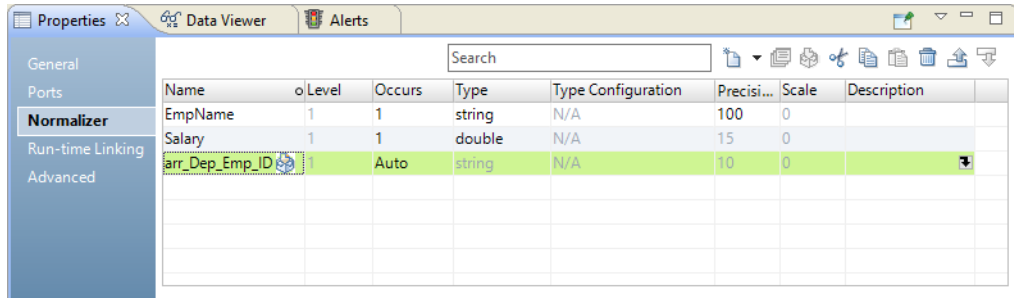 Properties Data Viewer Alerts
General
Search
Ports
Normalizer
Run-time Linking
Advanced
Name o Level Occurs Type Type Configuration Precisi... Scale Description
EmpName 1 1 string N/A 100 0
Salary 1 1 double N/A 15 0
arr_Dep_Emp_ID 1 Auto string N/A 10 0